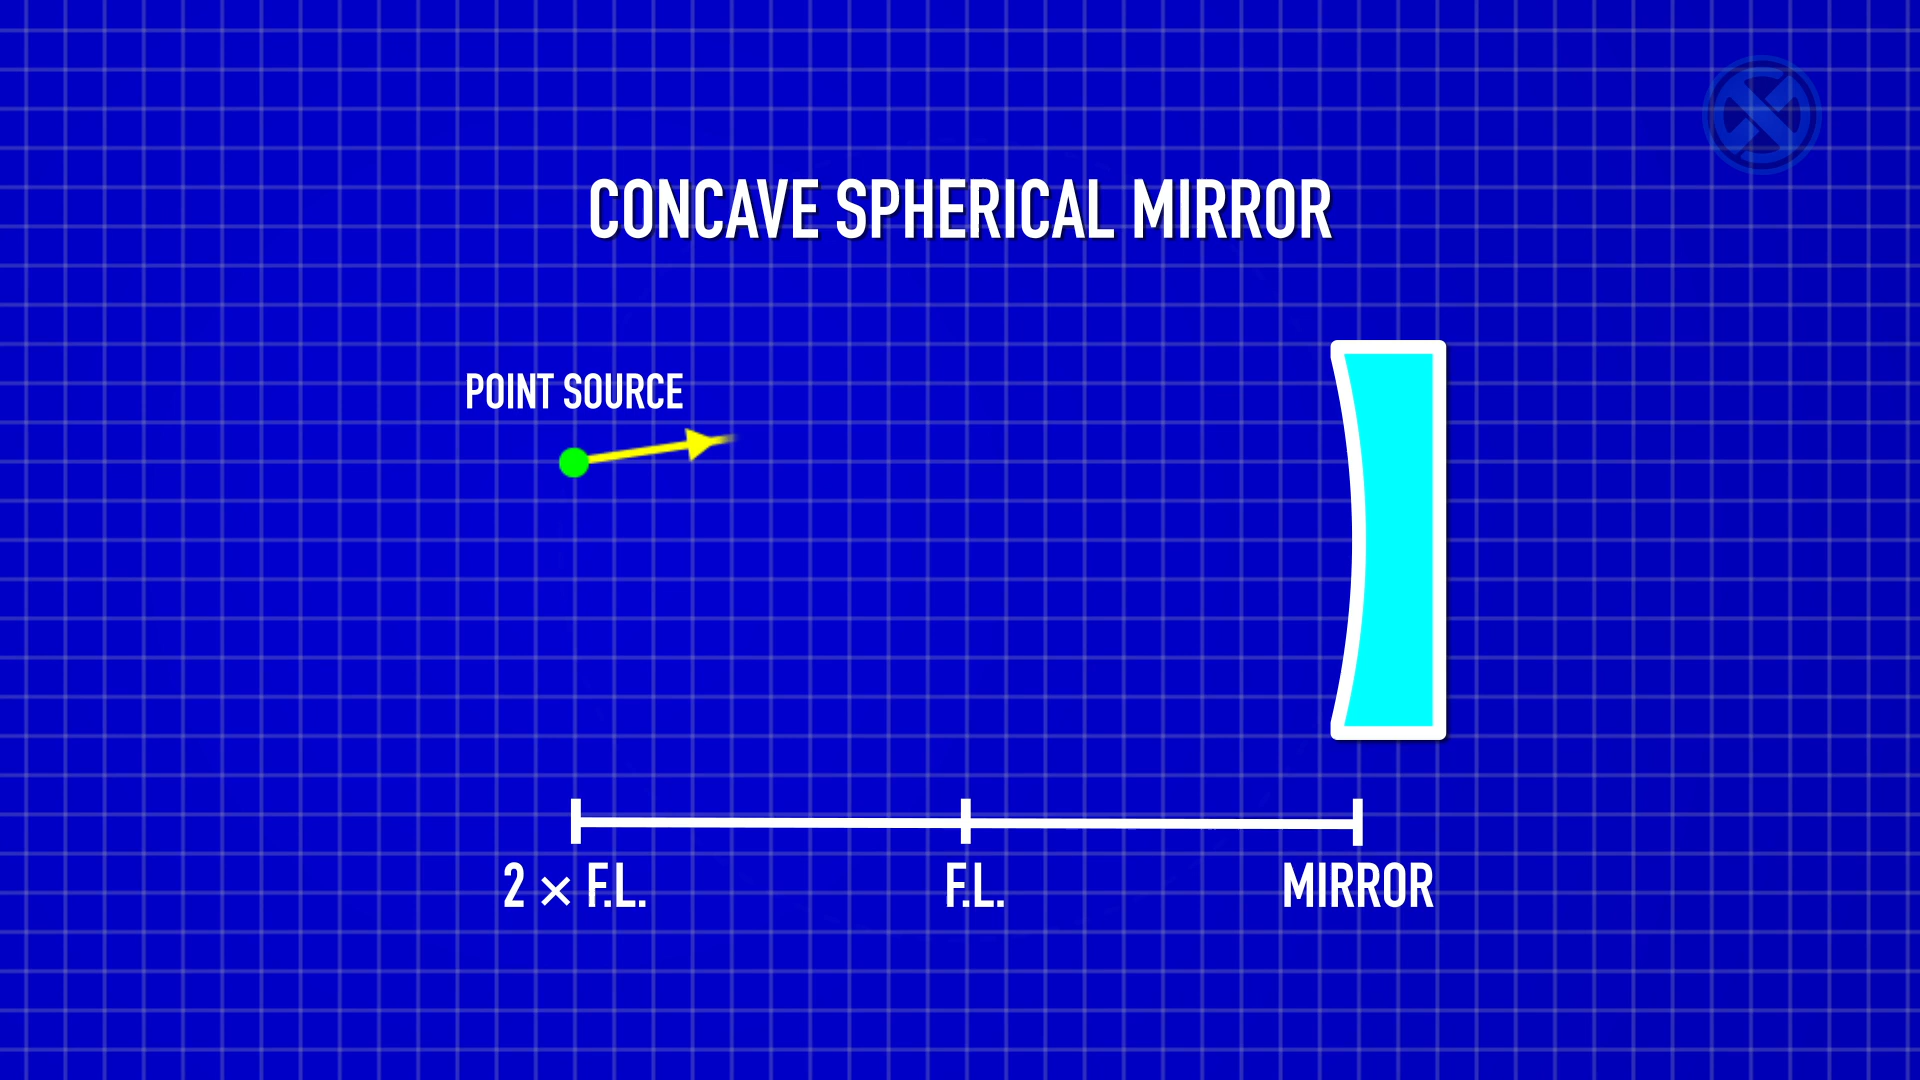 CONCAVE SPHERICAL MIRROR
POINT SOURCE
2 × F.L.
F.L.
MIRROR